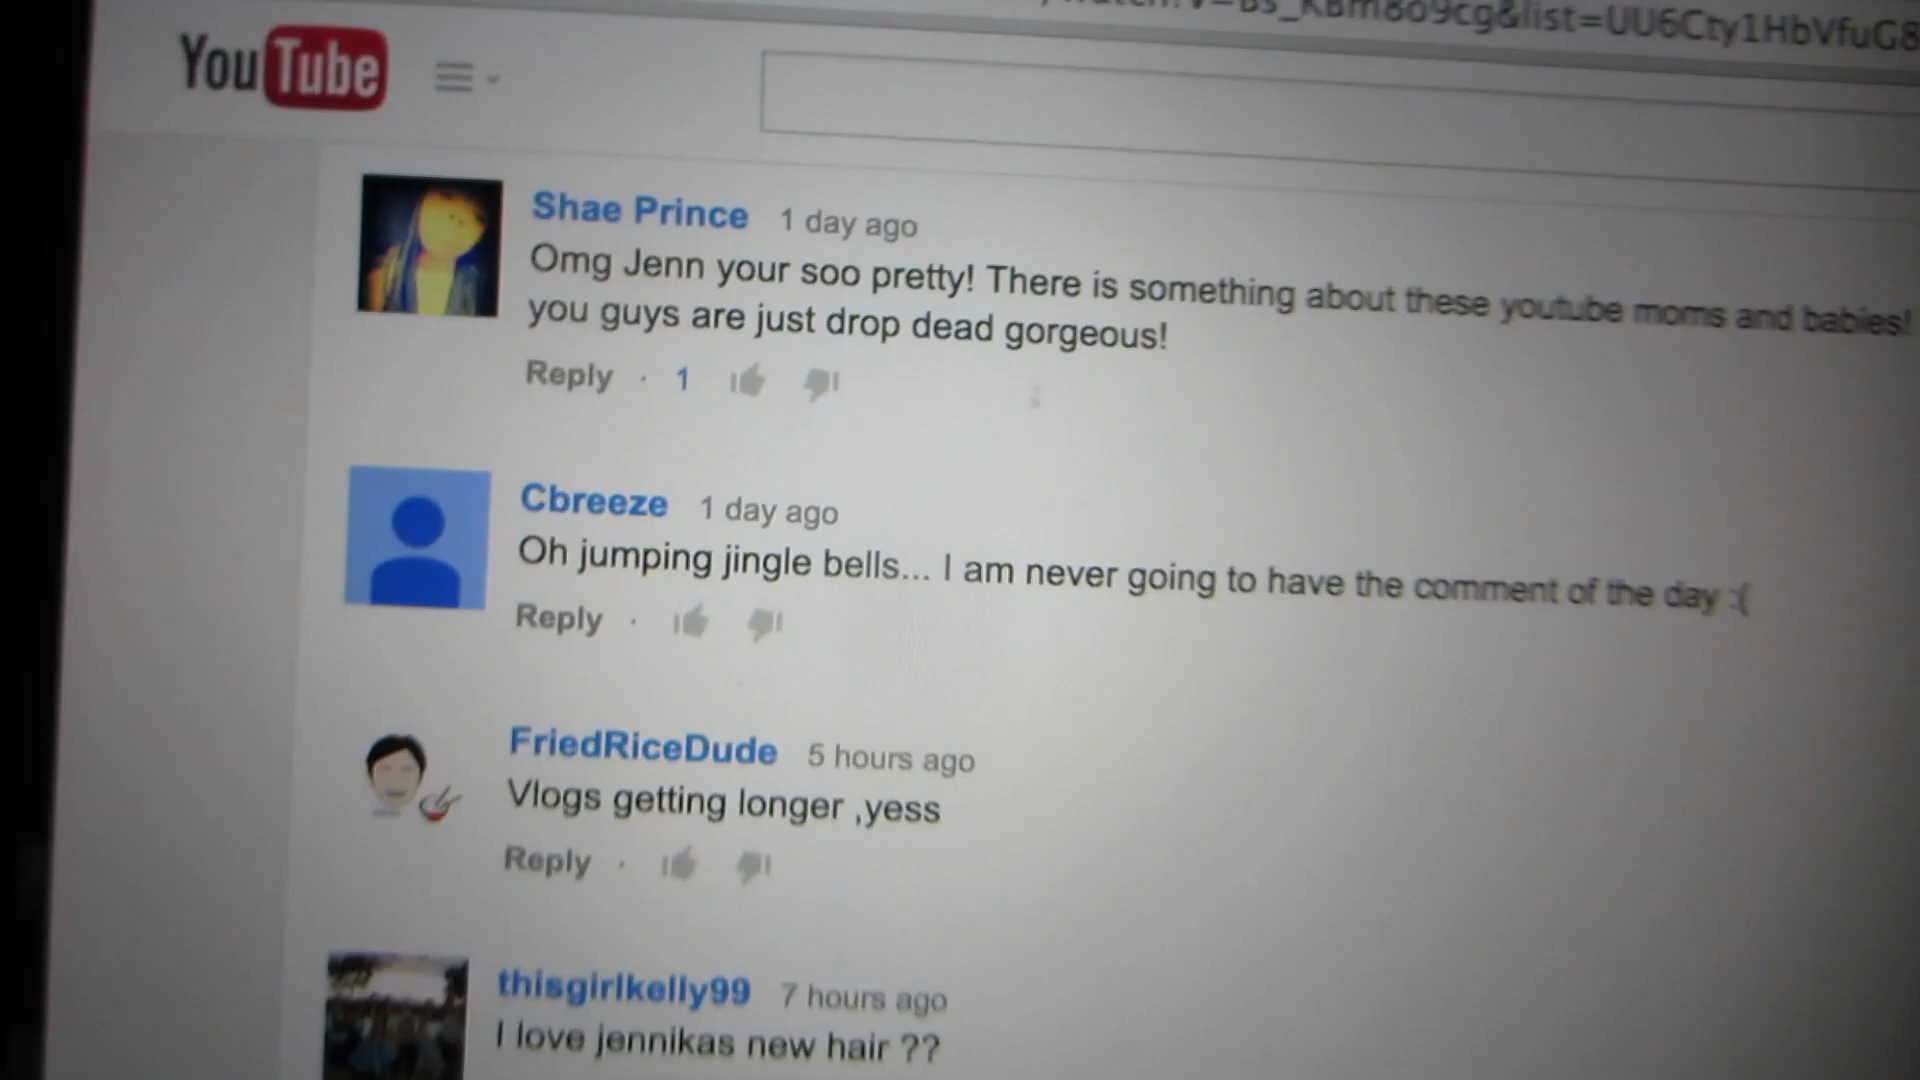 &list=UU6Cty1HbVfuG8
YouTube
Shae Prince 1 day ago
Omg Jenn your soo pretty! There is something about these youtube moms and babies!
you guys are just drop dead gorgeous!
Reply · 1
Cbreeze 1 day ago
Oh jumping jingle bells... I am never going to have the comment of the day :(
Reply ·
FriedRiceDude 5 hours ago
Vlogs getting longer ,yess
Reply ·
thisgirlkelly99 7 hours ago
I love jennikas new hair ??